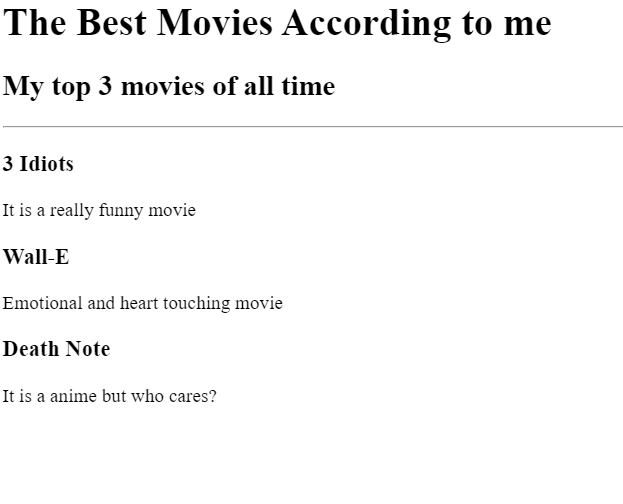 The Best Movies According to me
My top 3 movies of all time
3 Idiots
It is a really funny movie
Wall-E
Emotional and heart touching movie
Death Note
It is a anime but who cares?